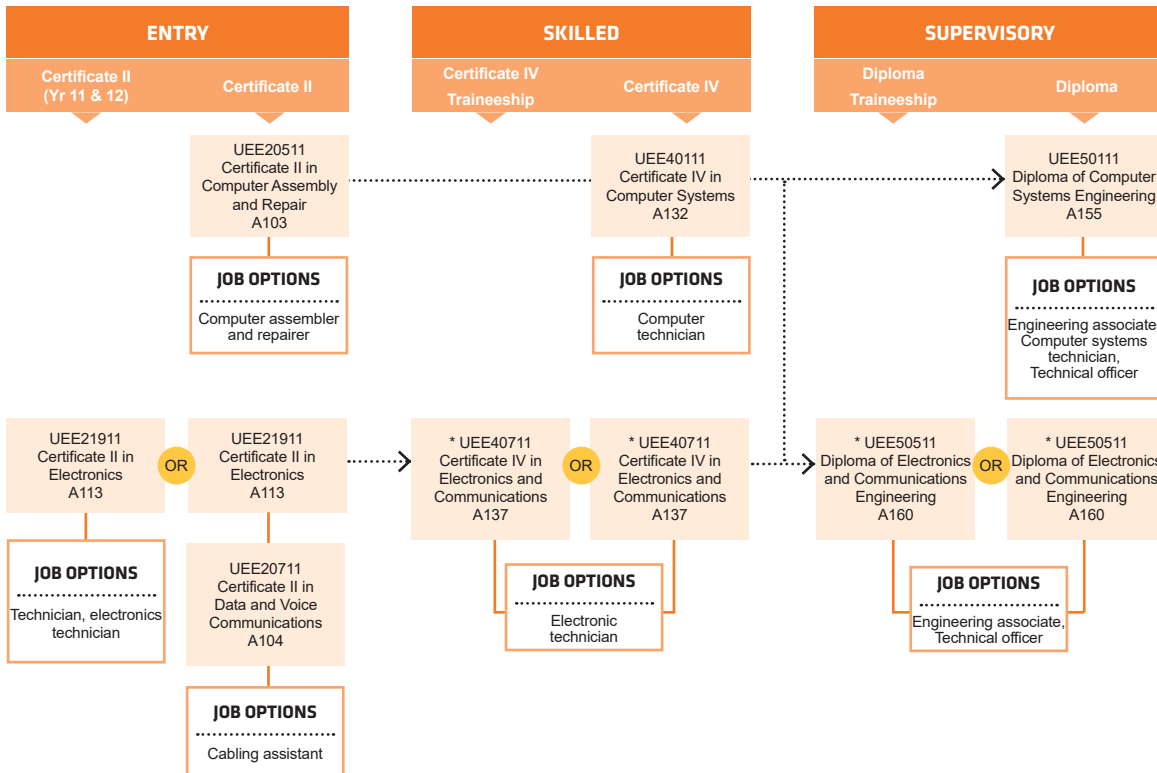 ENTRY
SKILLED
SUPERVISORY
Certificate II
(Yr 11 & 12)
Certificate II
Certificate IV
Traineeship
Certificate IV
Diploma
Traineeship
Diploma
UEE20511
Certificate II in
Computer Assembly
and Repair
A103
UEE40111
Certificate IV in
Computer Systems
A132
UEE50111
Diploma of Computer
Systems Engineering
A155
JOB OPTIONS
Computer assembler
and repairer
JOB OPTIONS
Computer
technician
JOB OPTIONS
Engineering associate
Computer systems
technician,
Technical officer
UEE21911
Certificate II in
Electronics
A113
OR
UEE21911
Certificate II in
Electronics
A113
* UEE40711
Certificate IV in
Electronics and
Communications
A137
OR
* UEE40711
Certificate IV in
Electronics and
Communications
A137
* UEE50511
Diploma of Electronics
and Communications
Engineering
A160
OR
* UEE50511
Diploma of Electronics
and Communications
Engineering
A160
JOB OPTIONS
Technician, electronics
technician
UEE20711
Certificate II in
Data and Voice
Communications
A104
JOB OPTIONS
Electronic
technician
JOB OPTIONS
Engineering associate,
Technical officer
JOB OPTIONS
Cabling assistant